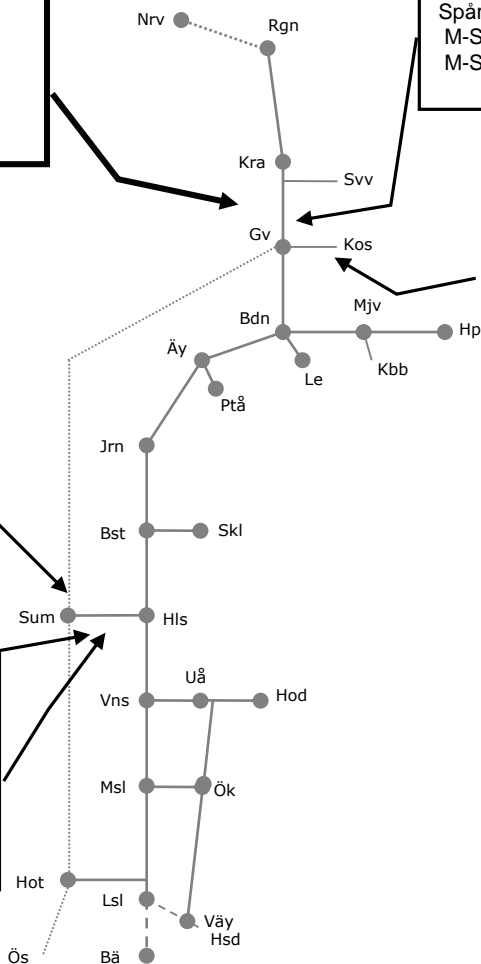 Spår
M-S
M-S
Nrv
Rgn
Kra
Svv
Gv
Kos
Bdn
Mjv
Hp
Äy
Le
Kbb
Ptå
Jrn
Bst
Skl
Sum
Hls
Uå
Vns
Hod
Msl
Ök
Hot
Lsl
Väy
Hsd
Ös
Bä